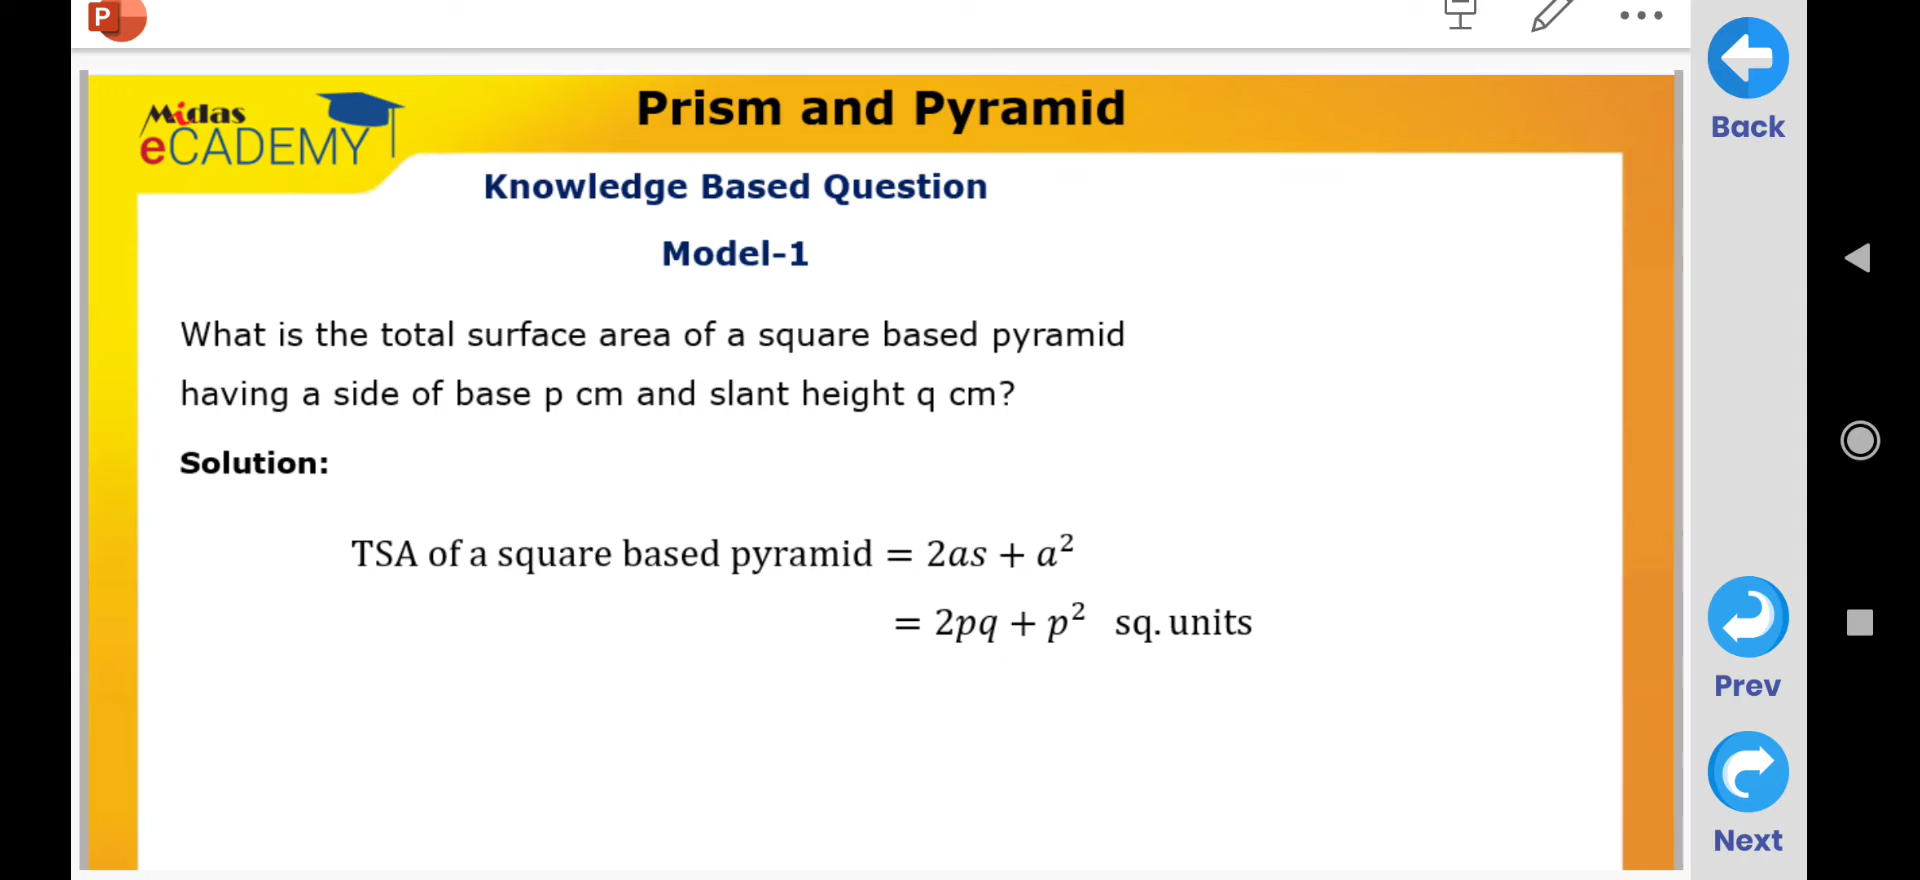 P
Midas
eCADEMY
Prism and Pyramid
Knowledge Based Question
Model-1
What is the total surface area of a square based pyramid
having a side of base p cm and slant height q cm?
Solution:
TSA of a square based pyramid = 2as + a²
= 2pq + p² sq. units
Back
Prev
Next